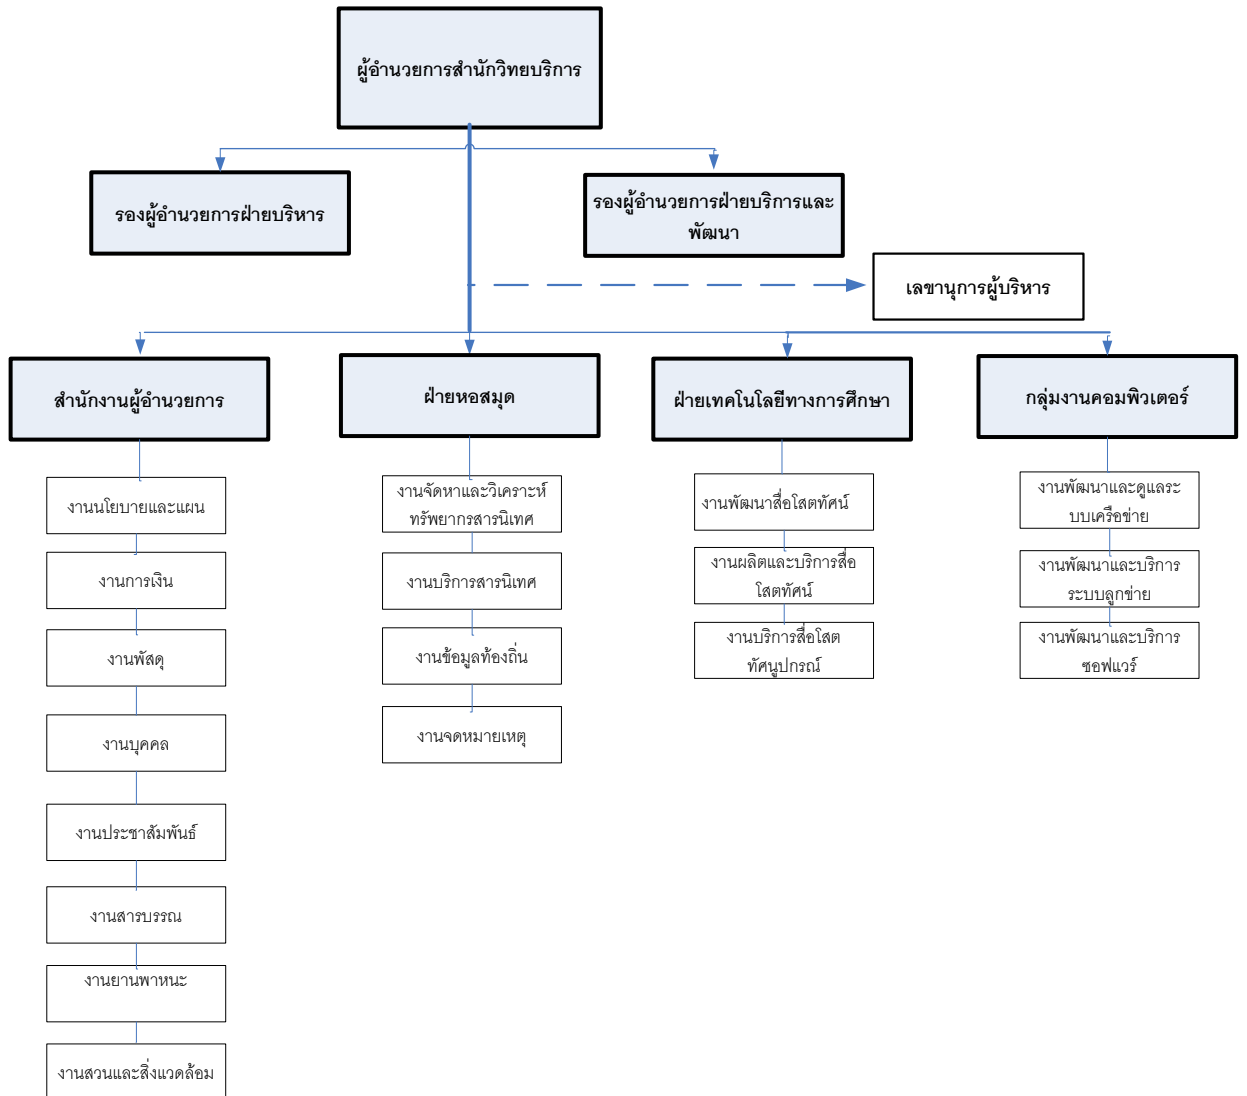 ผู้อำนวยการสำนักวิทยบริการ
รองผู้อำนวยการฝ่ายบริหาร
รองผู้อำนวยการฝ่ายบริการและ
พัฒนา
เลขานุการผู้บริหาร
สำนักงานผู้อำนวยการ
ฝ่ายหอสมุด
ฝ่ายเทคโนโลยีทางการศึกษา
กลุ่มงานคอมพิวเตอร์
งานนโยบายและแผน
งานการเงิน
งานพัสดุ
งานบุคคล
งานประชาสัมพันธ์
งานสารบรรณ
งานยานพาหนะ
งานสวนและสิ่งแวดล้อม
งานจัดหาและวิเคราะห์
ทรัพยากรสารนิเทศ
งานบริการสารนิเทศ
งานข้อมูลท้องถิ่น
งานจดหมายเหตุ
งานพัฒนาสื่อโสตทัศน์
งานผลิตและบริการสื่อ
โสตทัศน์
งานบริการสื่อโสต
ทัศนูปกรณ์
งานพัฒนาและดูแลระ
บบเครือข่าย
งานพัฒนาและบริการ
ระบบลูกข่าย
งานพัฒนาและบริการ
ซอฟแวร์